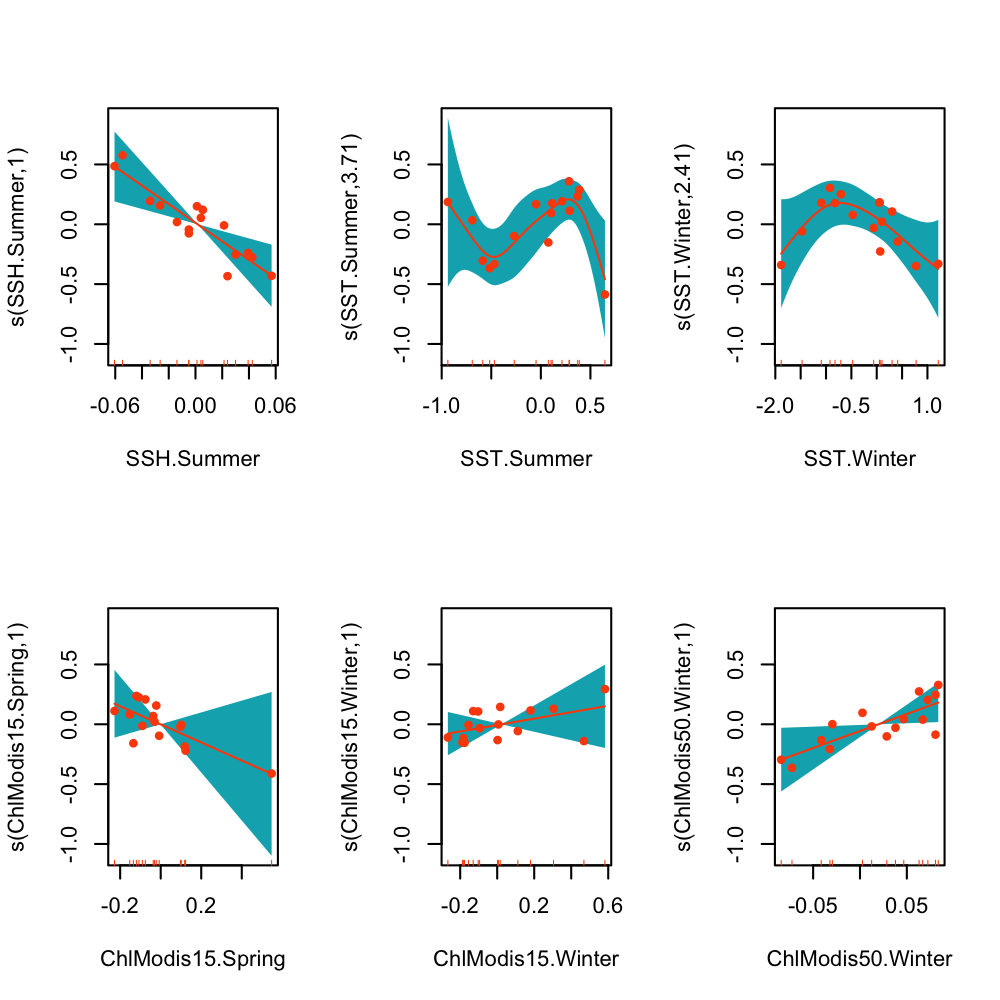 s(SSH.Summer,1)
-1.0 -0.5 0.0 0.5
-0.06 0.00 0.06
SSH.Summer
s(SST.Summer,3.71)
-1.0 -0.5 0.0 0.5
-1.0 0.0 0.5
SST.Summer
s(SST.Winter,2.41)
-1.0 -0.5 0.0 0.5
-2.0 -0.5 1.0
SST.Winter
s(ChlModis15.Spring,1)
-1.0 -0.5 0.0 0.5
-0.2 0.2
ChlModis15.Spring
s(ChlModis15.Winter,1)
-1.0 -0.5 0.0 0.5
-0.2 0.2 0.6
ChlModis15.Winter
s(ChlModis50.Winter,1)
-1.0 -0.5 0.0 0.5
-0.05 0.05
ChlModis50.Winter